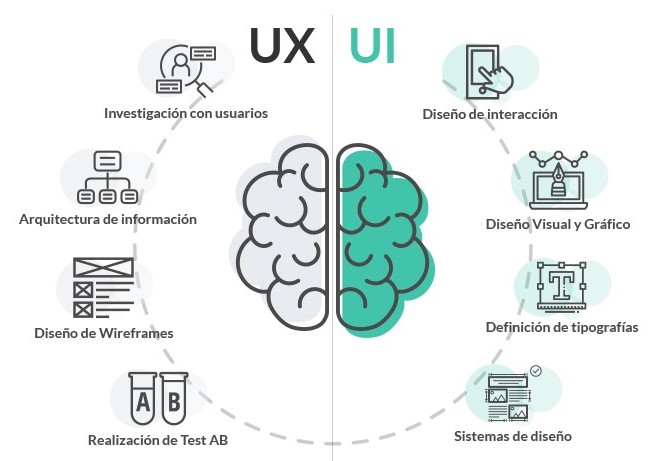 UX UI
Investigación con usuarios
Diseño de interacción
Arquitectura de información
Diseño Visual y Gráfico
Diseño de Wireframes
Definición de tipografías
T
A B
Realización de Test AB
Sistemas de diseño